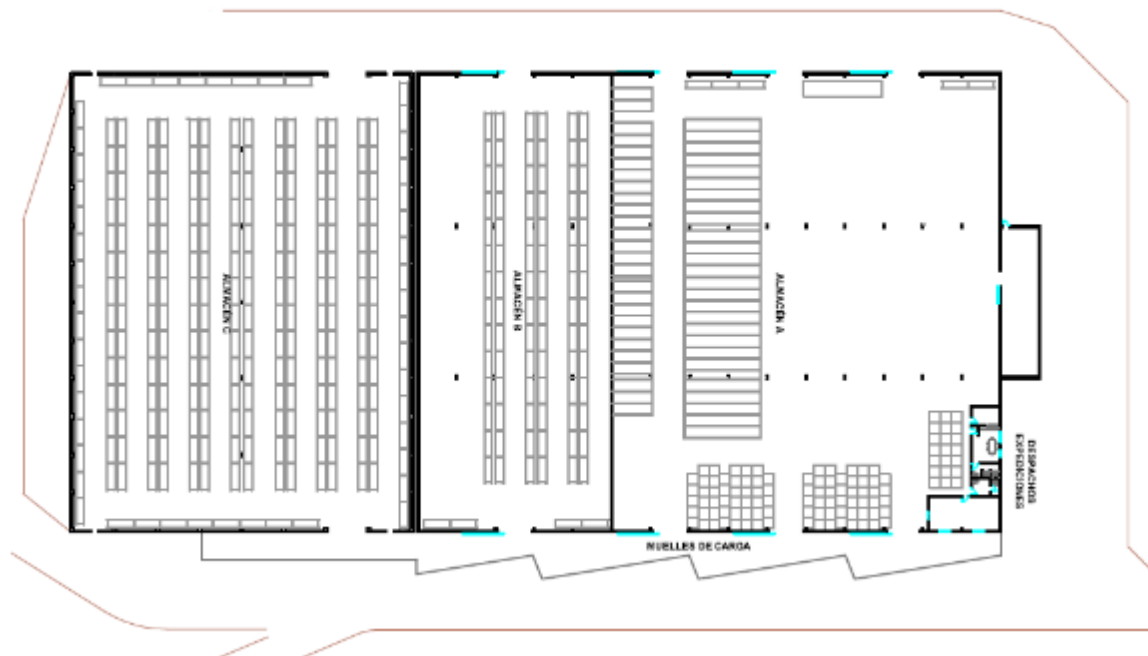 ALMACÉN C
ALMACÉN B
ALMACÉN A
DESPACHOS
EXPEDICIONES
MUELLES DE CARGA